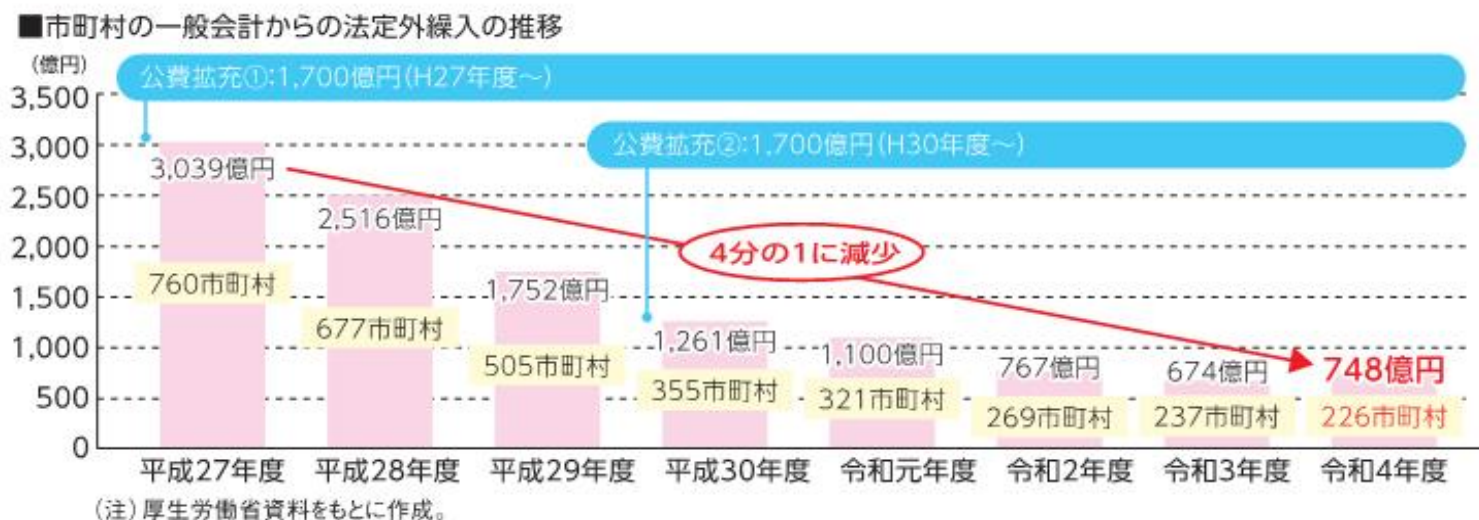 ■市町村の一般会計からの法定外繰入の推移
(億円)
公費拡充①:1,700億円(H27年度～)
3,500
公費拡充②:1,700億円(H30年度～)
3,000
2,500
2,000
1,500
1,000
500
0
3,039億円
2,516億円
1,752億円
1,261億円
1,100億円
767億円
674億円
748億円
4分の1に減少
760市町村
677市町村
505市町村
355市町村
321市町村
269市町村
237市町村
226市町村
平成27年度 平成28年度 平成29年度 平成30年度 令和元年度 令和2年度 令和3年度 令和4年度
(注)厚生労働省資料をもとに作成。